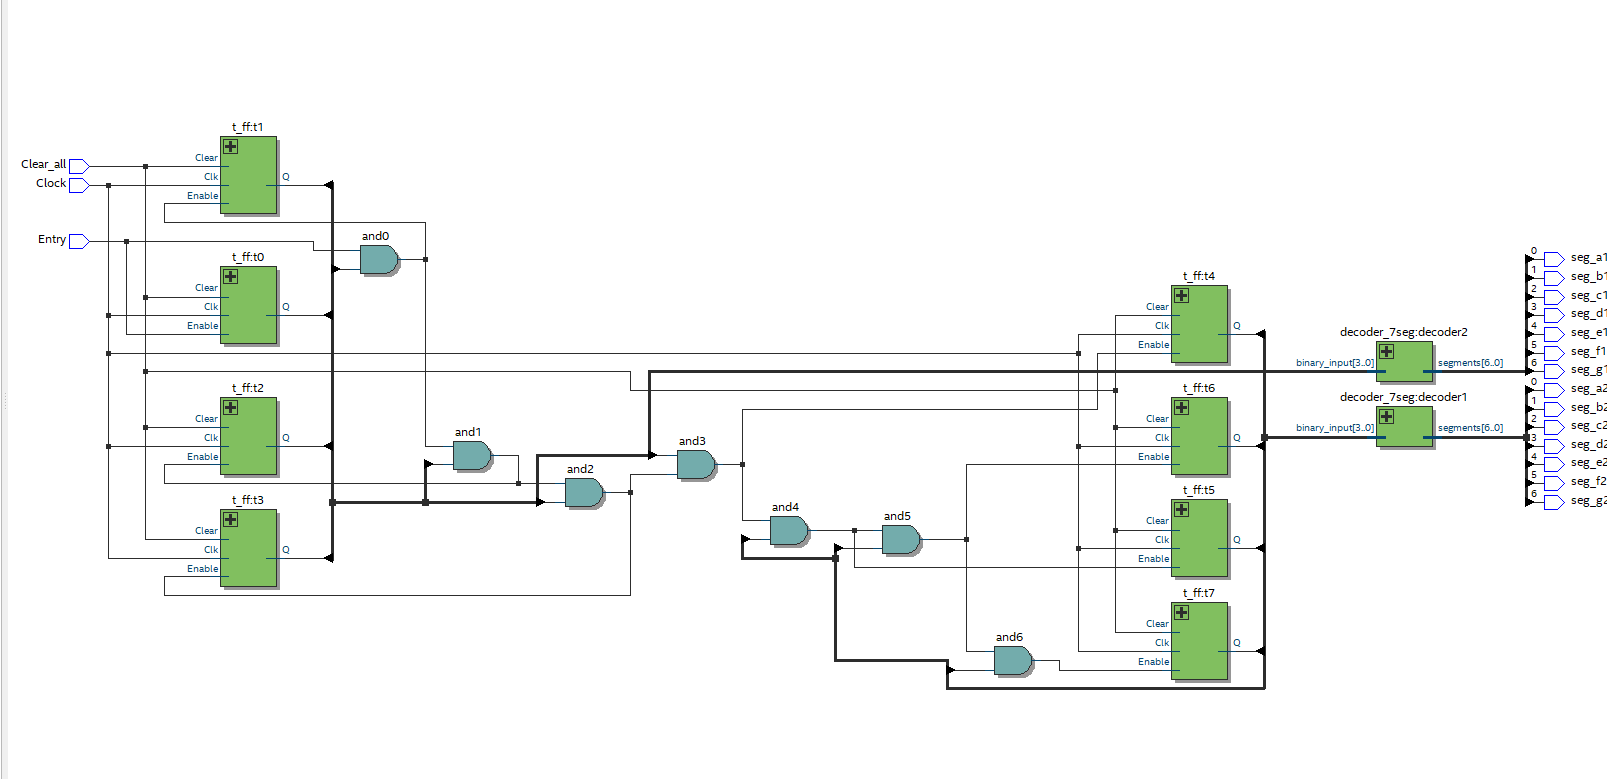 t_ff:t1
Clear_all
Clear
Clock
Clk
Q
Enable
Entry
and0
t_ff:t0
Clear
Clk
Q
Enable
t_ff:t2
Clear
Clk
Q
Enable
t_ff:t3
Clear
Clk
Q
Enable
and1
and2
and3
and4
and5
and6
t_ff:t4
Clear
Clk
Q
Enable
t_ff:t6
Clear
Clk
Q
Enable
t_ff:t5
Clear
Clk
Q
Enable
t_ff:t7
Clear
Clk
Q
Enable
decoder_7seg:decoder2
binary_input[3..0]
segments[6..0]
decoder_7seg:decoder1
binary_input[3..0]
segments[6..0]
0 seg_a1
1 seg_b1
2 seg_c1
3 seg_d1
4 seg_e1
5 seg_f1
6 seg_g1
0 seg_a2
1 seg_b2
2 seg_c2
3 seg_d2
4 seg_e2
5 seg_f2
6 seg_g2